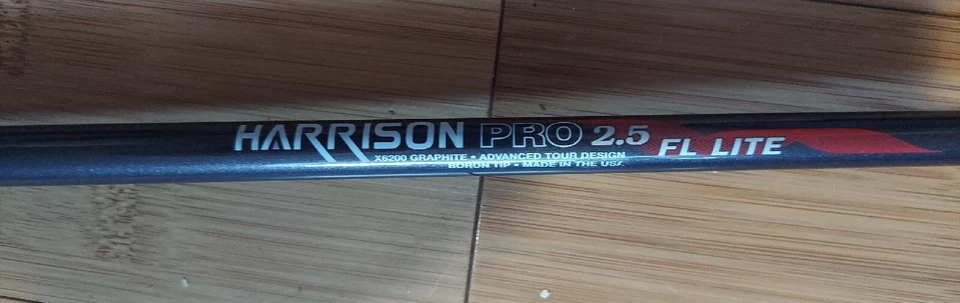 HARRISON PRO 2.5 FL LITE
X6200 GRAPHITE • ADVANCED TOUR DESIGN
BORON TIP • MADE IN THE USA